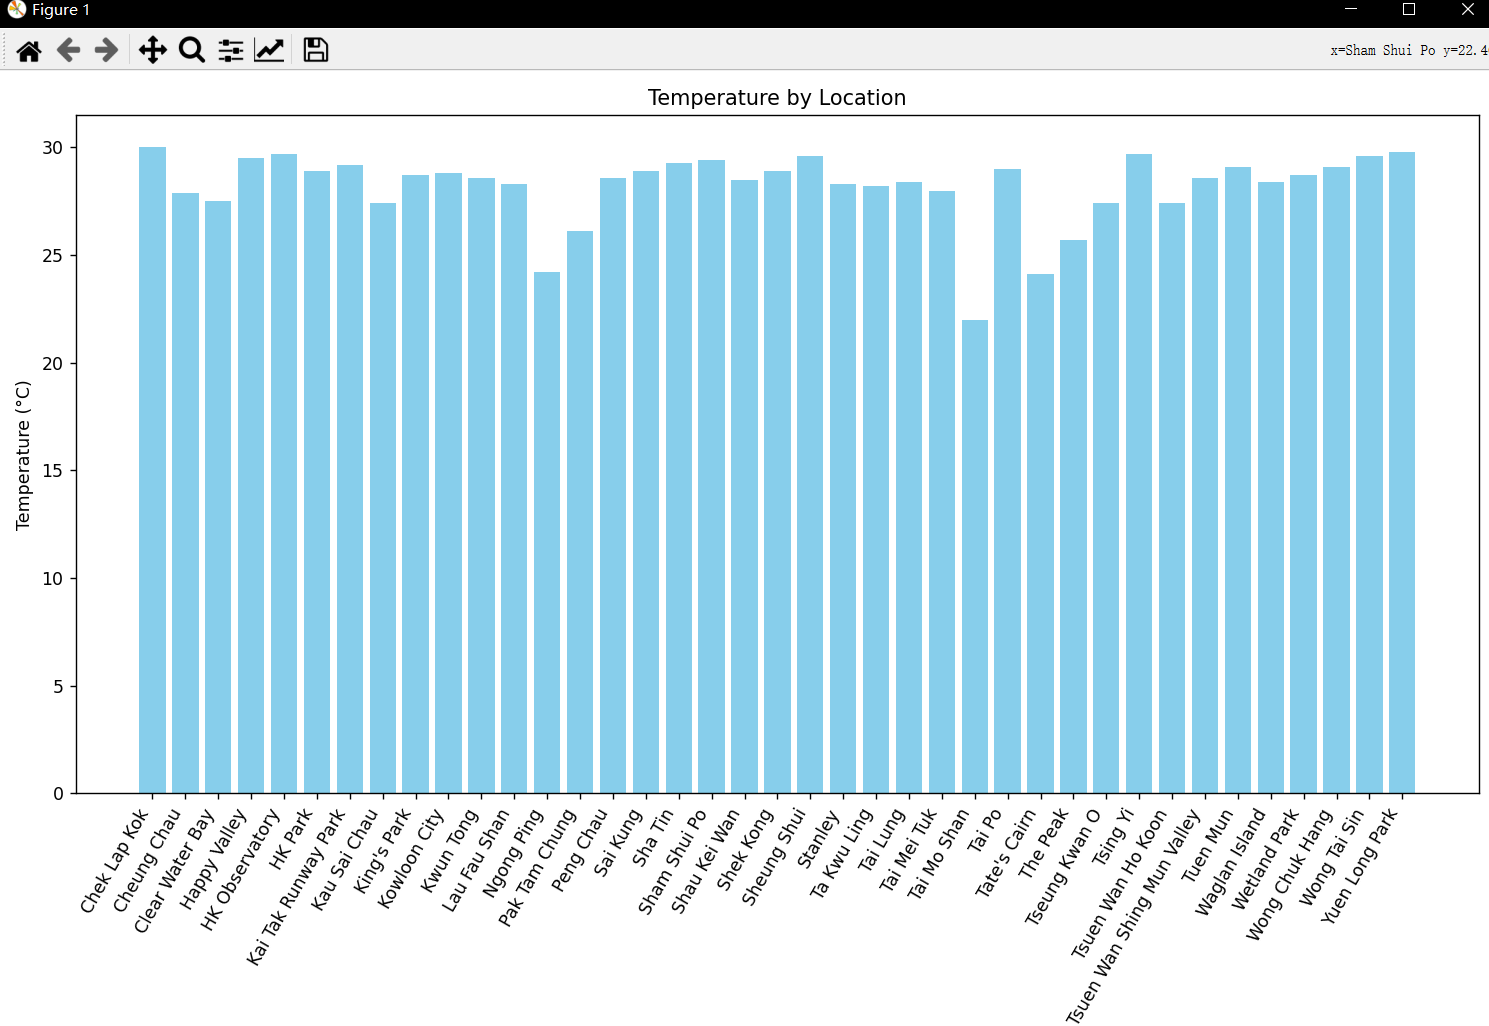 Figure 1
x=Sham Shui Po y=22.4
Temperature by Location
Temperature (°C)
30
25
20
15
10
5
0
Chek Lap Kok
Cheung Chau
Clear Water Bay
Happy Valley
HK Observatory
HK Park
Kai Tak Runway Park
Kau Sai Chau
King's Park
Kowloon City
Kwun Tong
Lau Fau Shan
Ngong Ping
Pak Tam Chung
Peng Chau
Sai Kung
Sha Tin
Sham Shui Po
Shau Kei Wan
Shek Kong
Sheung Shui
Stanley
Ta Kwu Ling
Tai Lung
Tai Mei Tuk
Tai Mo Shan
Tai Po
Tate's Cairn
The Peak
Tseung Kwan O
Tsing Yi
Tsuen Wan Ho Koon
Tsuen Wan Shing Mun Valley
Tuen Mun
Waglan Island
Wetland Park
Wong Chuk Hang
Wong Tai Sin
Yuen Long Park